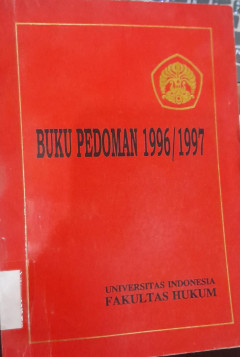 BUKU PEDOMAN 1996/1997
UNIVERSITAS INDONESIA
FAKULTAS HUKUM